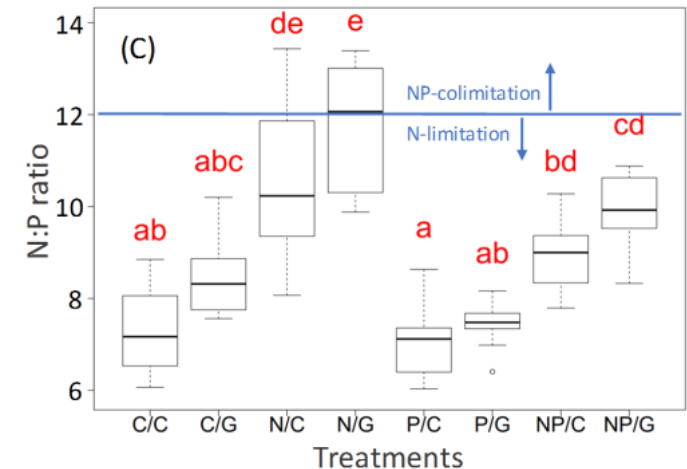 14
(C)
de
e
NP-colimitation
12
N-limitation
cd
abc
bd
N:P ratio
10
ab
a
ab
8
6
C/C C/G N/C N/G P/C P/G NP/C NP/G
Treatments